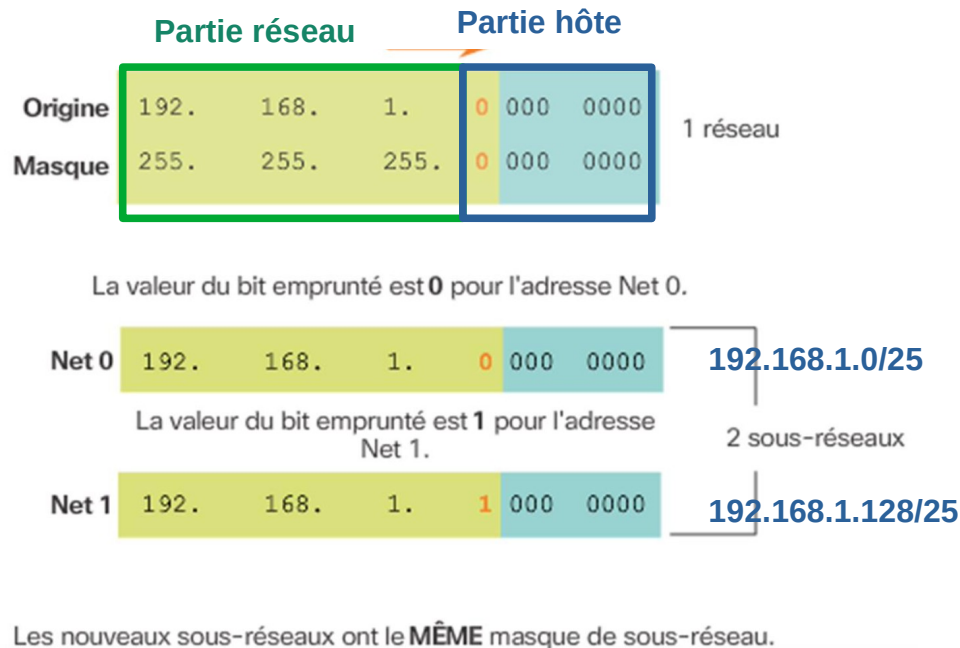 Partie réseau Partie hôte
Origine 192. 168. 1. 0 000 0000
1 réseau
Masque 255. 255. 255. 0 000 0000
La valeur du bit emprunté est 0 pour l'adresse Net 0.
Net 0 192. 168. 1. 0 000 0000 192.168.1.0/25
La valeur du bit emprunté est 1 pour l'adresse
Net 1.
2 sous-réseaux
Net 1 192. 168. 1. 1 000 0000 192.168.1.128/25
Les nouveaux sous-réseaux ont le MÊME masque de sous-réseau.